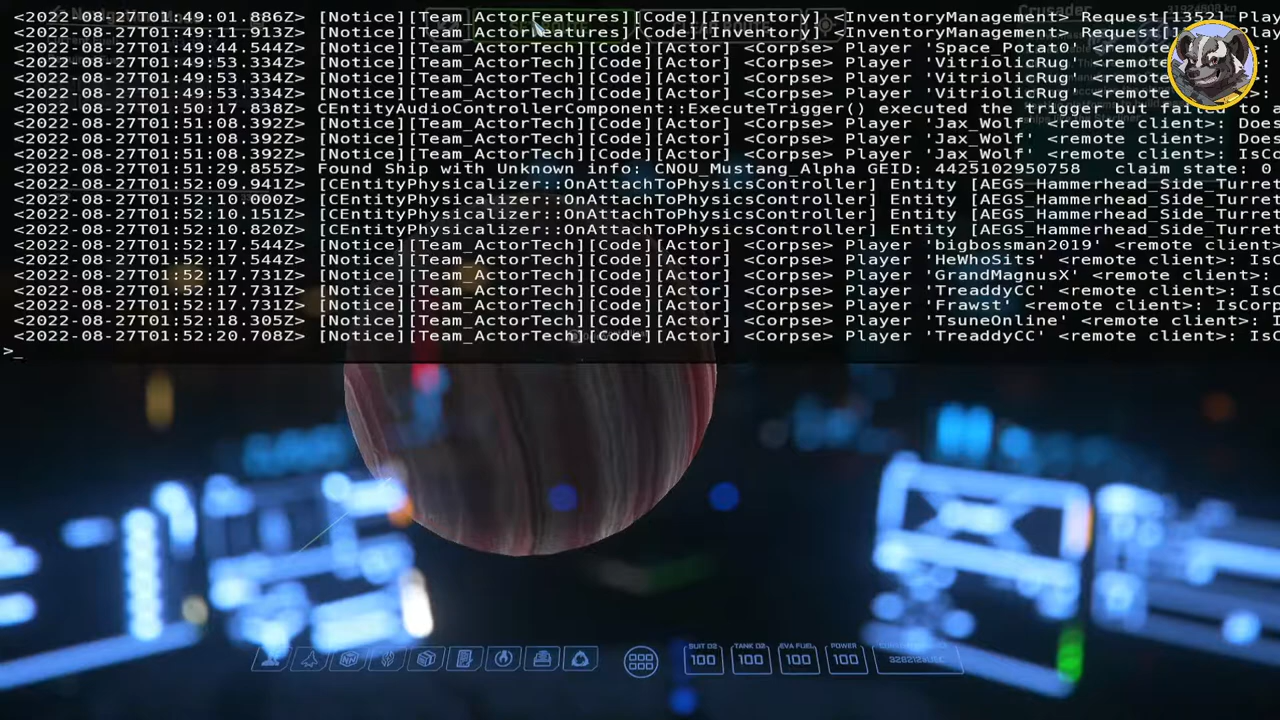 <2022-08-27T01:49:01.886Z> [Notice][Team_ActorFeatures][Code][Inventory] <InventoryManagement> Request[1352] Play
<2022-08-27T01:49:11.913Z> [Notice][Team_ActorFeatures][Code][Inventory] <InventoryManagement> Request[
<2022-08-27T01:49:44.544Z> [Notice][Team_ActorTech][Code][Actor] <Corpse> Player 'Space_Potat0' <remote
<2022-08-27T01:49:53.334Z> [Notice][Team_ActorTech][Code][Actor] <Corpse> Player 'VitriolicRug' <remote
<2022-08-27T01:49:53.334Z> [Notice][Team_ActorTech][Code][Actor] <Corpse> Player 'VitriolicRug' <remote
<2022-08-27T01:49:53.334Z> [Notice][Team_ActorTech][Code][Actor] <Corpse> Player 'VitriolicRug' <remote
<2022-08-27T01:50:17.838Z> CEntityAudioControllerComponent::ExecuteTrigger() executed the trigger but failed to a
<2022-08-27T01:51:08.392Z> [Notice][Team_ActorTech][Code][Actor] <Corpse> Player 'Jax_Wolf' <remote client>: Does
<2022-08-27T01:51:08.392Z> [Notice][Team_ActorTech][Code][Actor] <Corpse> Player 'Jax_Wolf' <remote client>: Does
<2022-08-27T01:51:08.392Z> [Notice][Team_ActorTech][Code][Actor] <Corpse> Player 'Jax_Wolf' <remote client>: IsCo
<2022-08-27T01:51:29.855Z> Found Ship with Unknown info: CNOU_Mustang_Alpha GEID: 4425102950758 claim state: 0
<2022-08-27T01:52:09.941Z> [CEntityPhysicalizer::OnAttachToPhysicsController] Entity [AEGS_Hammerhead_Side_Turret
<2022-08-27T01:52:10.000Z> [CEntityPhysicalizer::OnAttachToPhysicsController] Entity [AEGS_Hammerhead_Side_Turret
<2022-08-27T01:52:10.151Z> [CEntityPhysicalizer::OnAttachToPhysicsController] Entity [AEGS_Hammerhead_Side_Turret
<2022-08-27T01:52:10.820Z> [CEntityPhysicalizer::OnAttachToPhysicsController] Entity [AEGS_Hammerhead_Side_Turret
<2022-08-27T01:52:17.544Z> [Notice][Team_ActorTech][Code][Actor] <Corpse> Player 'bigbossman2019' <remote client>
<2022-08-27T01:52:17.544Z> [Notice][Team_ActorTech][Code][Actor] <Corpse> Player 'HeWhoSits' <remote client>: IsC
<2022-08-27T01:52:17.731Z> [Notice][Team_ActorTech][Code][Actor] <Corpse> Player 'GrandMagnusX' <remote client>:
<2022-08-27T01:52:17.731Z> [Notice][Team_ActorTech][Code][Actor] <Corpse> Player 'TreaddyCC' <remote client>: IsC
<2022-08-27T01:52:17.731Z> [Notice][Team_ActorTech][Code][Actor] <Corpse> Player 'Frawst' <remote client>: IsCorp
<2022-08-27T01:52:18.305Z> [Notice][Team_ActorTech][Code][Actor] <Corpse> Player 'TsuneOnline' <remote client>: I
<2022-08-27T01:52:20.708Z> [Notice][Team_ActorTech][Code][Actor] <Corpse> Player 'TreaddyCC' <remote client>: IsC
>_
SUIT O2 TANK O2 EVA FUEL POWER
100 100 100 100